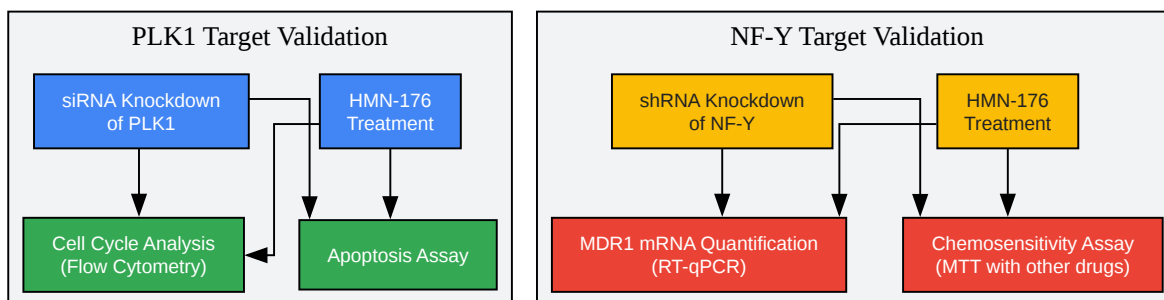 PLK1 Target Validation
siRNA Knockdown
of PLK1
HMN-176
Treatment
Cell Cycle Analysis
(Flow Cytometry)
Apoptosis Assay
NF-Y Target Validation
shRNA Knockdown
of NF-Y
HMN-176
Treatment
MDR1 mRNA Quantification
(RT-qPCR)
Chemosensitivity Assay
(MTT with other drugs)